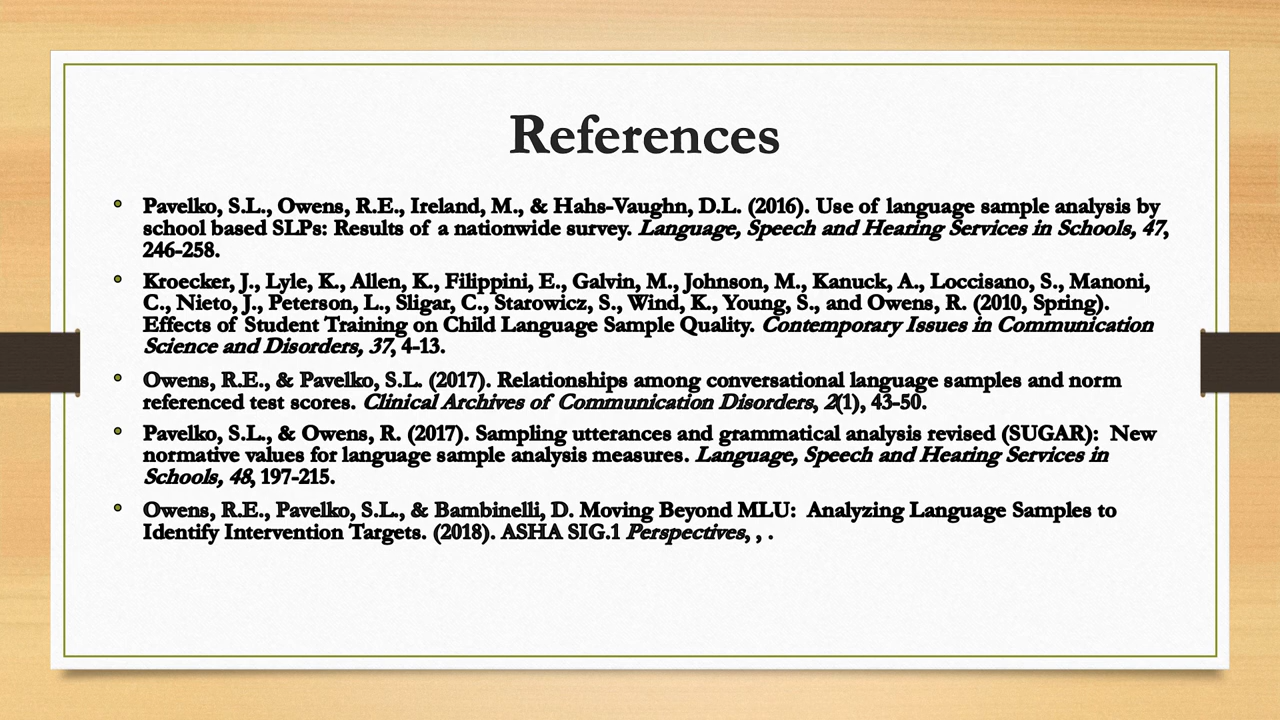 References
• Pavelko, S.L., Owens, R.E., Ireland, M., & Hahs-Vaughn, D.L. (2016). Use of language sample analysis by
school based SLPs: Results of a nationwide survey. Language, Speech and Hearing Services in Schools, 47,
246-258.
• Kroecker, J., Lyle, K., Allen, K., Filippini, E., Galvin, M., Johnson, M., Kanuck, A., Loccisano, S., Manoni,
C., Nieto, J., Peterson, L., Sligar, C., Starowicz, S., Wind, K., Young, S., and Owens, R. (2010, Spring).
Effects of Student Training on Child Language Sample Quality. Contemporary Issues in Communication
Science and Disorders, 37, 4-13.
• Owens, R.E., & Pavelko, S.L. (2017). Relationships among conversational language samples and norm
referenced test scores. Clinical Archives of Communication Disorders, 2(1), 43-50.
• Pavelko, S.L., & Owens, R. (2017). Sampling utterances and grammatical analysis revised (SUGAR):  New
normative values for language sample analysis measures. Language, Speech and Hearing Services in
Schools, 48, 197-215.
• Owens, R.E., Pavelko, S.L., & Bambinelli, D. Moving Beyond MLU:  Analyzing Language Samples to
Identify Intervention Targets. (2018). ASHA SIG.1 Perspectives, , .